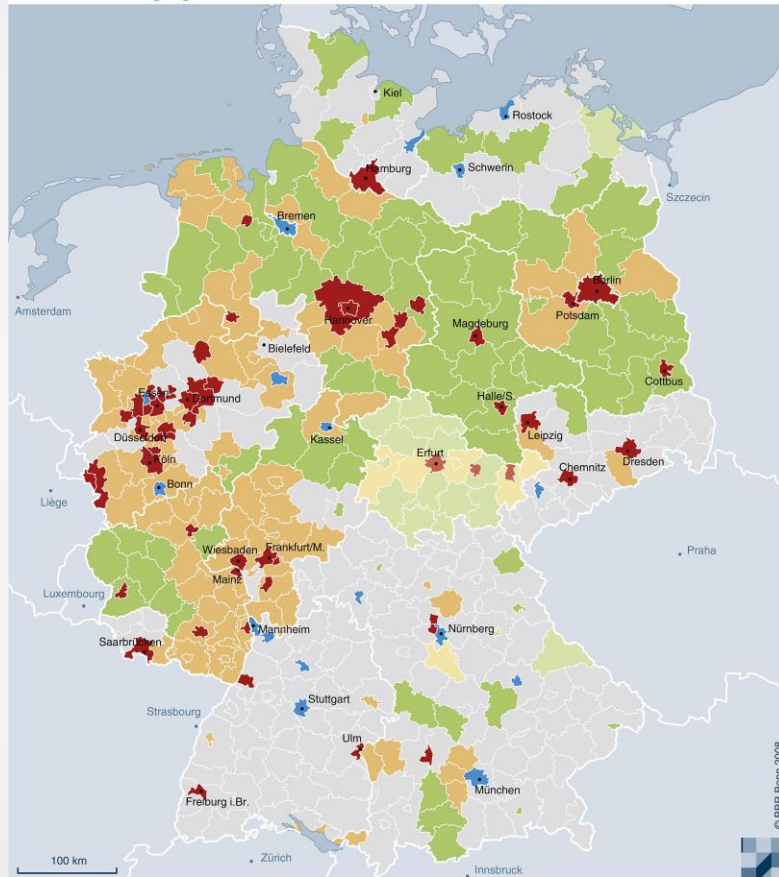 Kiel
Rostock
Hamburg
Schwerin
Szczecin
Bremen
Berlin
Amsterdam
Hannover
Potsdam
Magdeburg
Bielefeld
Cottbus
Essen
Dortmund
Halle/S.
Leipzig
Düsseldorf
Kassel
Dresden
Köln
Erfurt
Chemnitz
Liège
Bonn
Wiesbaden
Frankfurt/M.
Praha
Mainz
Luxembourg
Mannheim
Nürnberg
Saarbrücken
Strasbourg
Stuttgart
Ulm
München
Freiburg i.Br.
© BBR Bonn 2008
100 km
Zürich
Innsbruck